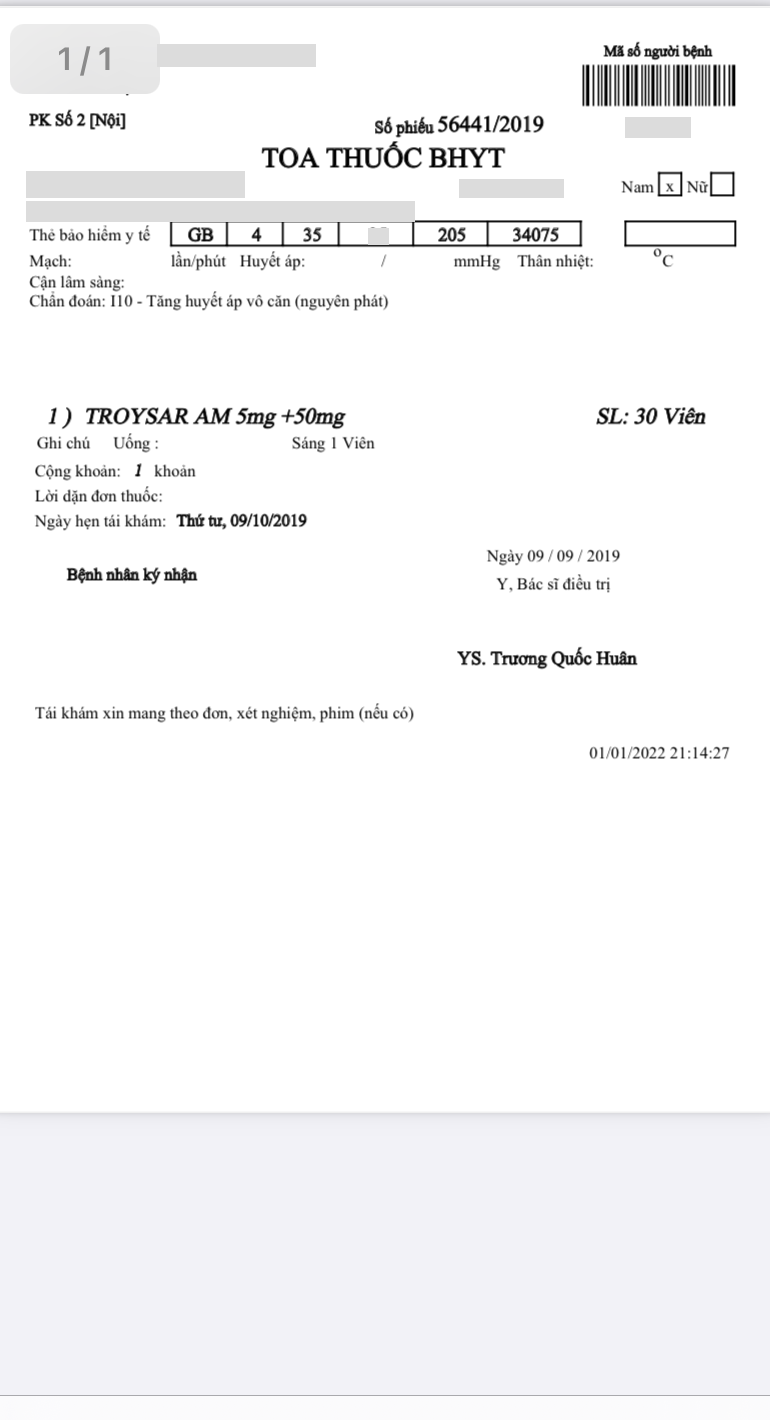 1/1
Mã số người bệnh
PK Số 2 [Nội]
Số phiếu 56441/2019
TOA THUỐC BHYT
Nam x Nữ
Thẻ bảo hiểm y tế GB 4 35 205 34075
Mạch: lần/phút Huyết áp: / mmHg Thân nhiệt: °C
Cận lâm sàng:
Chẩn đoán: I10 - Tăng huyết áp vô căn (nguyên phát)
1 ) TROYSAR AM 5mg +50mg SL: 30 Viên
Ghi chú Uống : Sáng 1 Viên
Cộng khoản: 1 khoản
Lời dặn đơn thuốc:
Ngày hẹn tái khám: Thứ tư, 09/10/2019
Ngày 09 / 09 / 2019
Bệnh nhân ký nhận
Y, Bác sĩ điều trị
YS. Trương Quốc Huân
Tái khám xin mang theo đơn, xét nghiệm, phim (nếu có)
01/01/2022 21:14:27